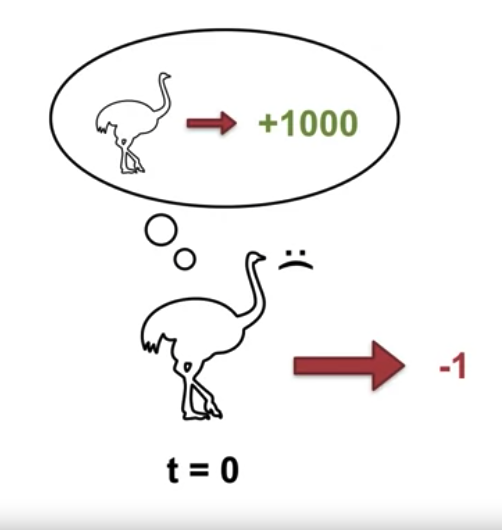 +1000
:(
-1
t = 0